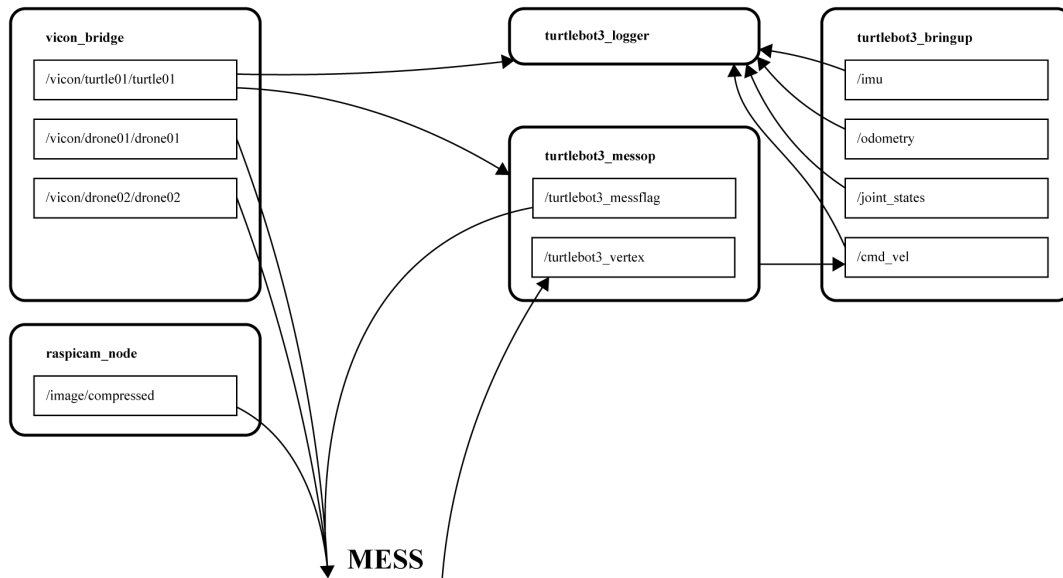 vicon_bridge
/vicon/turtle01/turtle01
/vicon/drone01/drone01
/vicon/drone02/drone02
raspicam_node
/image/compressed
turtlebot3_logger
turtlebot3_messop
/turtlebot3_messflag
/turtlebot3_vertex
turtlebot3_bringup
/imu
/odometry
/joint_states
/cmd_vel
MESS